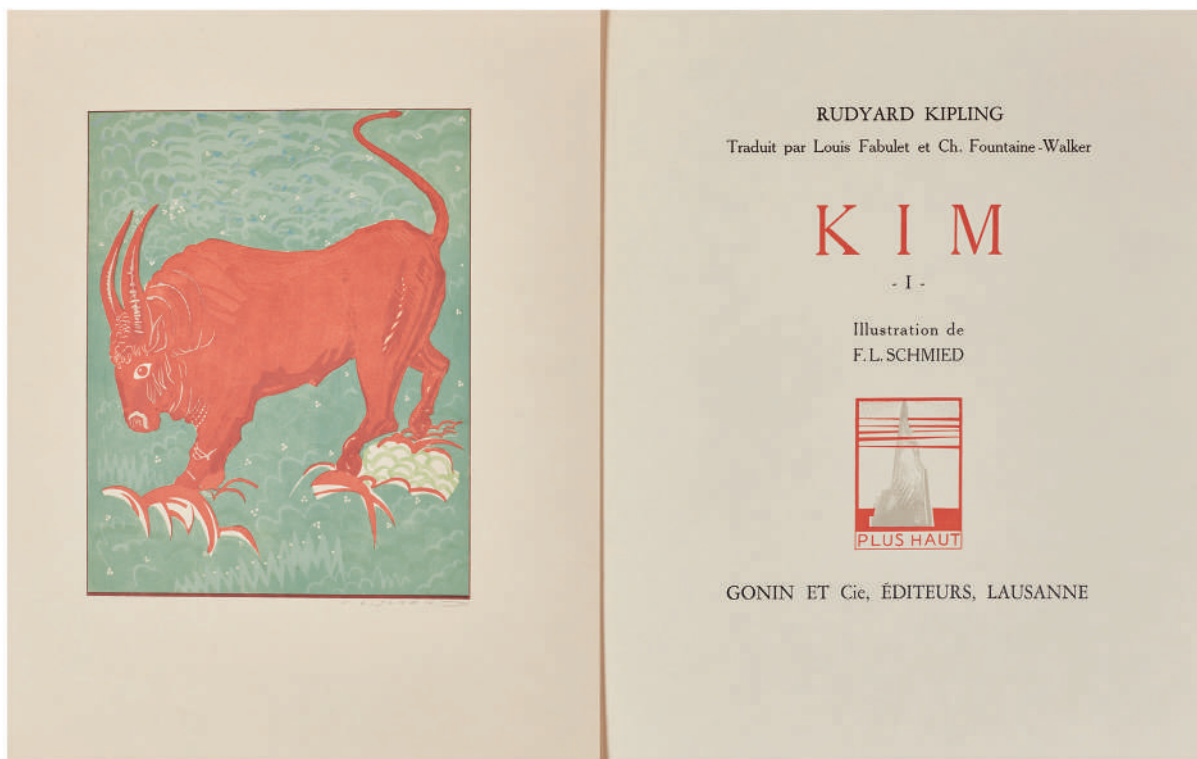 RUDYARD KIPLING
Traduit par Louis Fabulet et Ch. Fountaine-Walker
KIM
- I -
Illustration de
F. L. SCHMIED
PLUS HAUT
GONIN ET Cie, ÉDITEURS, LAUSANNE